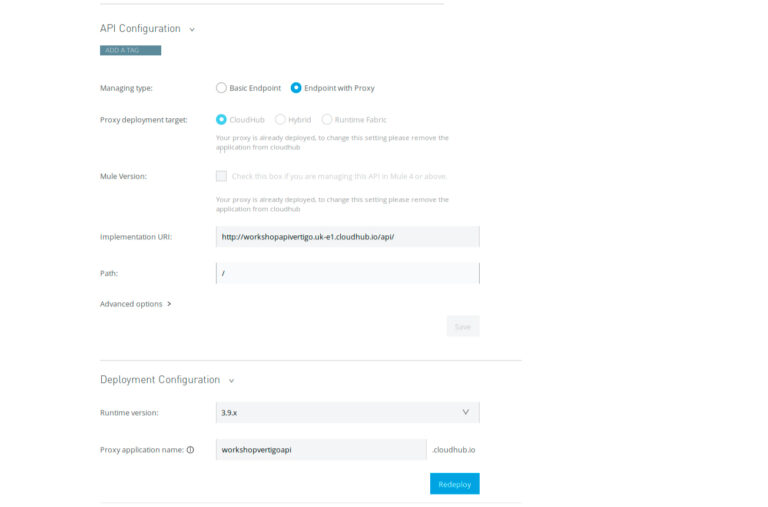 API Configuration
ADD A TAG
Managing type:
Basic Endpoint
Endpoint with Proxy
Proxy deployment target:
CloudHub
Hybrid
Runtime Fabric
Your proxy is already deployed, to change this setting please remove the
application from cloudhub
Mule Version:
Check this box if you are managing this API in Mule 4 or above.
Your proxy is already deployed, to change this setting please remove the
application from cloudhub
Implementation URI:
http://workshopapivertigo.uk-e1.cloudhub.io/api/
Path:
/
Advanced options >
Save
Deployment Configuration
Runtime version:
3.9.x
Proxy application name:
workshopvertigoapi
.cloudhub.io
Redeploy